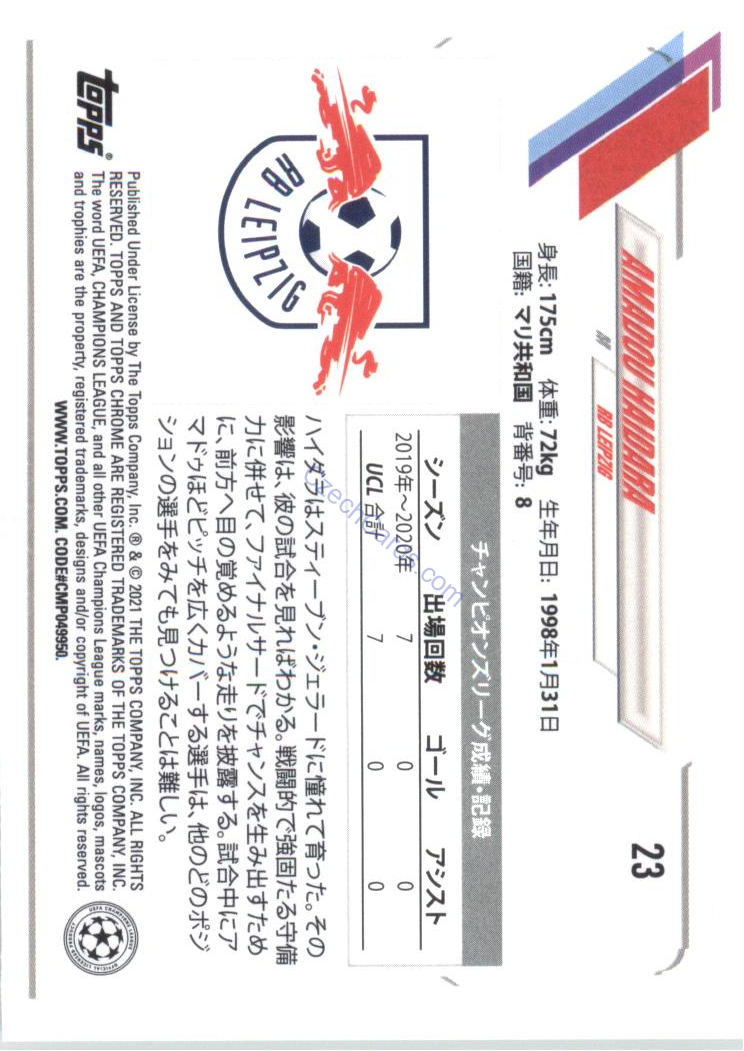 23
AMADOU HAIDARA
RB LEIPZIG
身長: 175cm 体重: 72kg 生年月日: 1998年1月31日
国籍: マリ共和国 背番号: 8
チャンピオンズリーグ成績・記録
シーズン 出場回数 ゴール アシスト
2019年～2020年 7 0 0
UCL 合計 7 0 0
ハイダラはスティーブン・ジェラードに憧れて育った。その
影響は、彼の試合を見ればわかる。戦闘的で強固たる守備
力に併せて、ファイナルサードでチャンスを生み出すため
に、前方へ目の覚めるような走りを披露する。試合中にア
マドゥほどピッチを広くカバーする選手は、他のどのポジ
ションの選手をみても見つけることは難しい。
RB LEIPZIG
czechcards.com
Topps®
Published Under License by The Topps Company, Inc. ® & © 2021 THE TOPPS COMPANY, INC. ALL RIGHTS
RESERVED. TOPPS AND TOPPS CHROME ARE REGISTERED TRADEMARKS OF THE TOPPS COMPANY, INC.
The word UEFA, CHAMPIONS LEAGUE, and all other UEFA Champions League marks, names, logos, mascots
and trophies are the property, registered trademarks, designs and/or copyright of UEFA. All rights reserved.
WWW.TOPPS.COM. CODE#CMP049950.
UEFA CHAMPIONS LEAGUE
OFFICIAL LICENSED PRODUCT